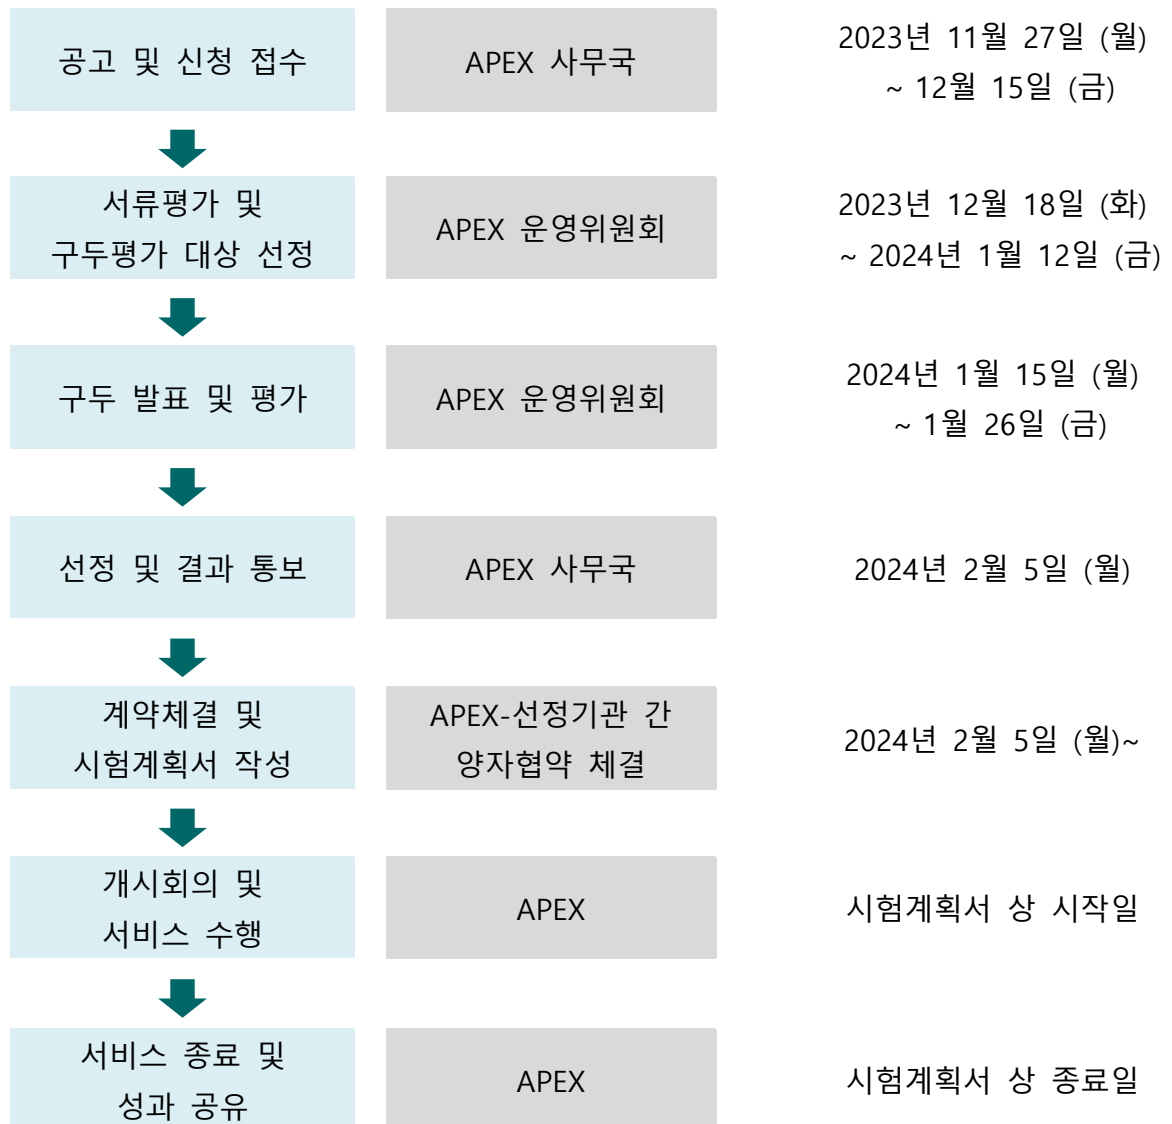 공고 및 신청 접수
APEX 사무국
2023년 11월 27일 (월)
~ 12월 15일 (금)
서류평가 및
구두평가 대상 선정
APEX 운영위원회
2023년 12월 18일 (화)
~ 2024년 1월 12일 (금)
구두 발표 및 평가
APEX 운영위원회
2024년 1월 15일 (월)
~ 1월 26일 (금)
선정 및 결과 통보
APEX 사무국
2024년 2월 5일 (월)
계약체결 및
시험계획서 작성
APEX-선정기관 간
양자협약 체결
2024년 2월 5일 (월)~
개시회의 및
서비스 수행
APEX
시험계획서 상 시작일
서비스 종료 및
성과 공유
APEX
시험계획서 상 종료일